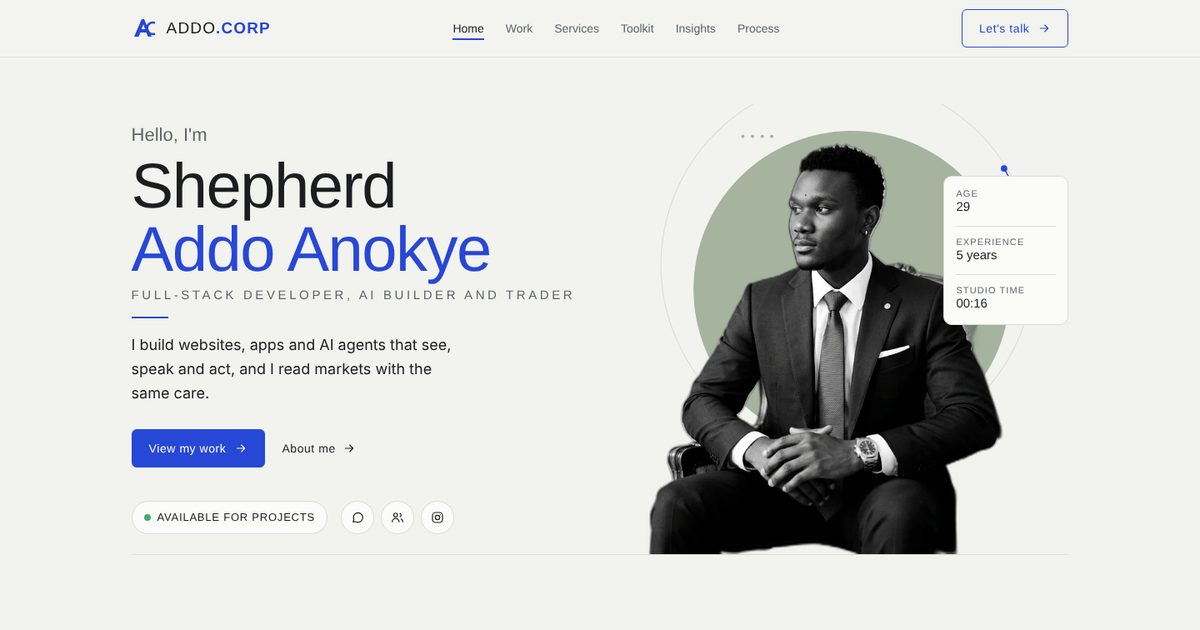 ADDO.CORP
Home Work Services Toolkit Insights Process
Let's talk
Hello, I'm
Shepherd
Addo Anokye
FULL-STACK DEVELOPER, AI BUILDER AND TRADER
I build websites, apps and AI agents that see,
speak and act, and I read markets with the
same care.
View my work
About me
AVAILABLE FOR PROJECTS
AGE
29
EXPERIENCE
5 years
STUDIO TIME
00:16